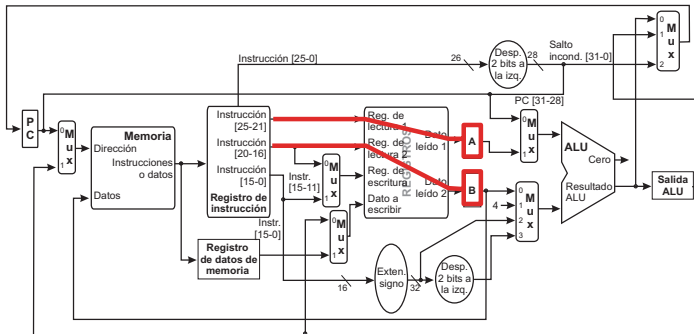 Instrucción [25-0]
26
Desp.
2 bits a
la izq.
28
Salto
incond. [31-0]
0
1
2
M
u
x
PC [31-28]
P
C
0
1
M
u
x
Memoria
Dirección
Instrucciones
o datos
Datos
Instrucción
[25-21]
Instrucción
[20-16]
Instrucción
[15-0]
Registro de
instrucción
Instr.
[15-11]
Instr.
[15-0]
Registro
de datos de
memoria
0
1
M
u
x
0
1
M
u
x
Reg. de
lectura 1
Reg. de
lectura 2
Reg. de
escritura
Dato a
escribir
REGISTROS
Dato
leído 1
Dato
leído 2
A
B
4
0
1
M
u
x
0
1
2
3
M
u
x
ALU
Cero
Resultado
ALU
Salida
ALU
16
Exten.
signo
32
Desp.
2 bits a
la izq.